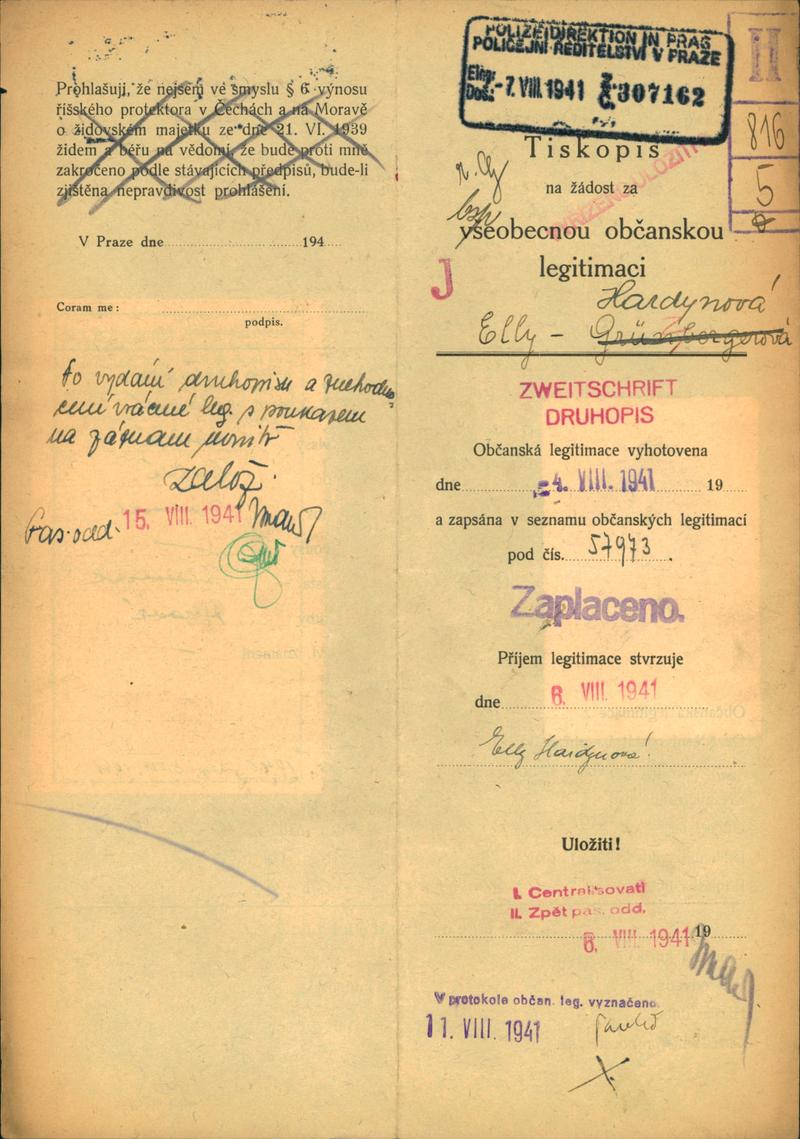 Prohlašuji, že nejsem ve smyslu § 6 výnosu
říšského protektora v Čechách a na Moravě
o židovském majetku ze dne 21. VI. 1939
židem a béřu na vědomí, že bude proti mně
zakročeno podle stávajících předpisů, bude-li
zjištěna nepravdivost prohlášení.
V Praze dne 194
Coram me:
podpis.
Po vydání druhopisu a
vrácené leg. s poukazem
na záznam uvnitř
založ.
Pas. odd. 15. VIII. 1941
POLIZEIDIREKTION IN PRAG
POLICEJNÍ ŘEDITELSTVÍ V PRAZE
Eing.
Doš. -7. VIII. 1941 307162
II
816
5
Tiskopis
na žádost za
všeobecnou občanskou
legitimaci
J
Hardynová
Elly - Grünbergerová
ZWEITSCHRIFT
DRUHOPIS
Občanská legitimace vyhotovena
dne -4. VIII. 1941 19
a zapsána v seznamu občanských legitimací
pod čís. 57973
Zaplaceno.
Příjem legitimace stvrzuje
dne 6. VIII. 1941
Elly Hardynová
Uložiti!
I. Centralisovati
II. Zpět pas. odd.
6. VIII. 1941 19
V protokole občan. leg. vyznačeno
11. VIII. 1941